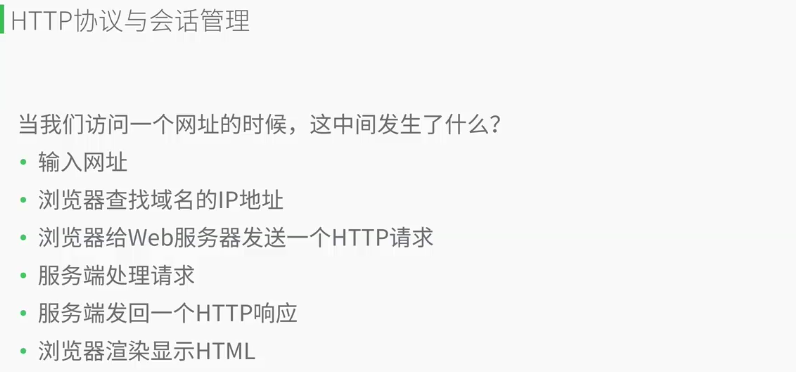 HTTP协议与会话管理
当我们访问一个网址的时候，这中间发生了什么？
• 输入网址
• 浏览器查找域名的IP地址
• 浏览器给Web服务器发送一个HTTP请求
• 服务端处理请求
• 服务端发回一个HTTP响应
• 浏览器渲染显示HTML